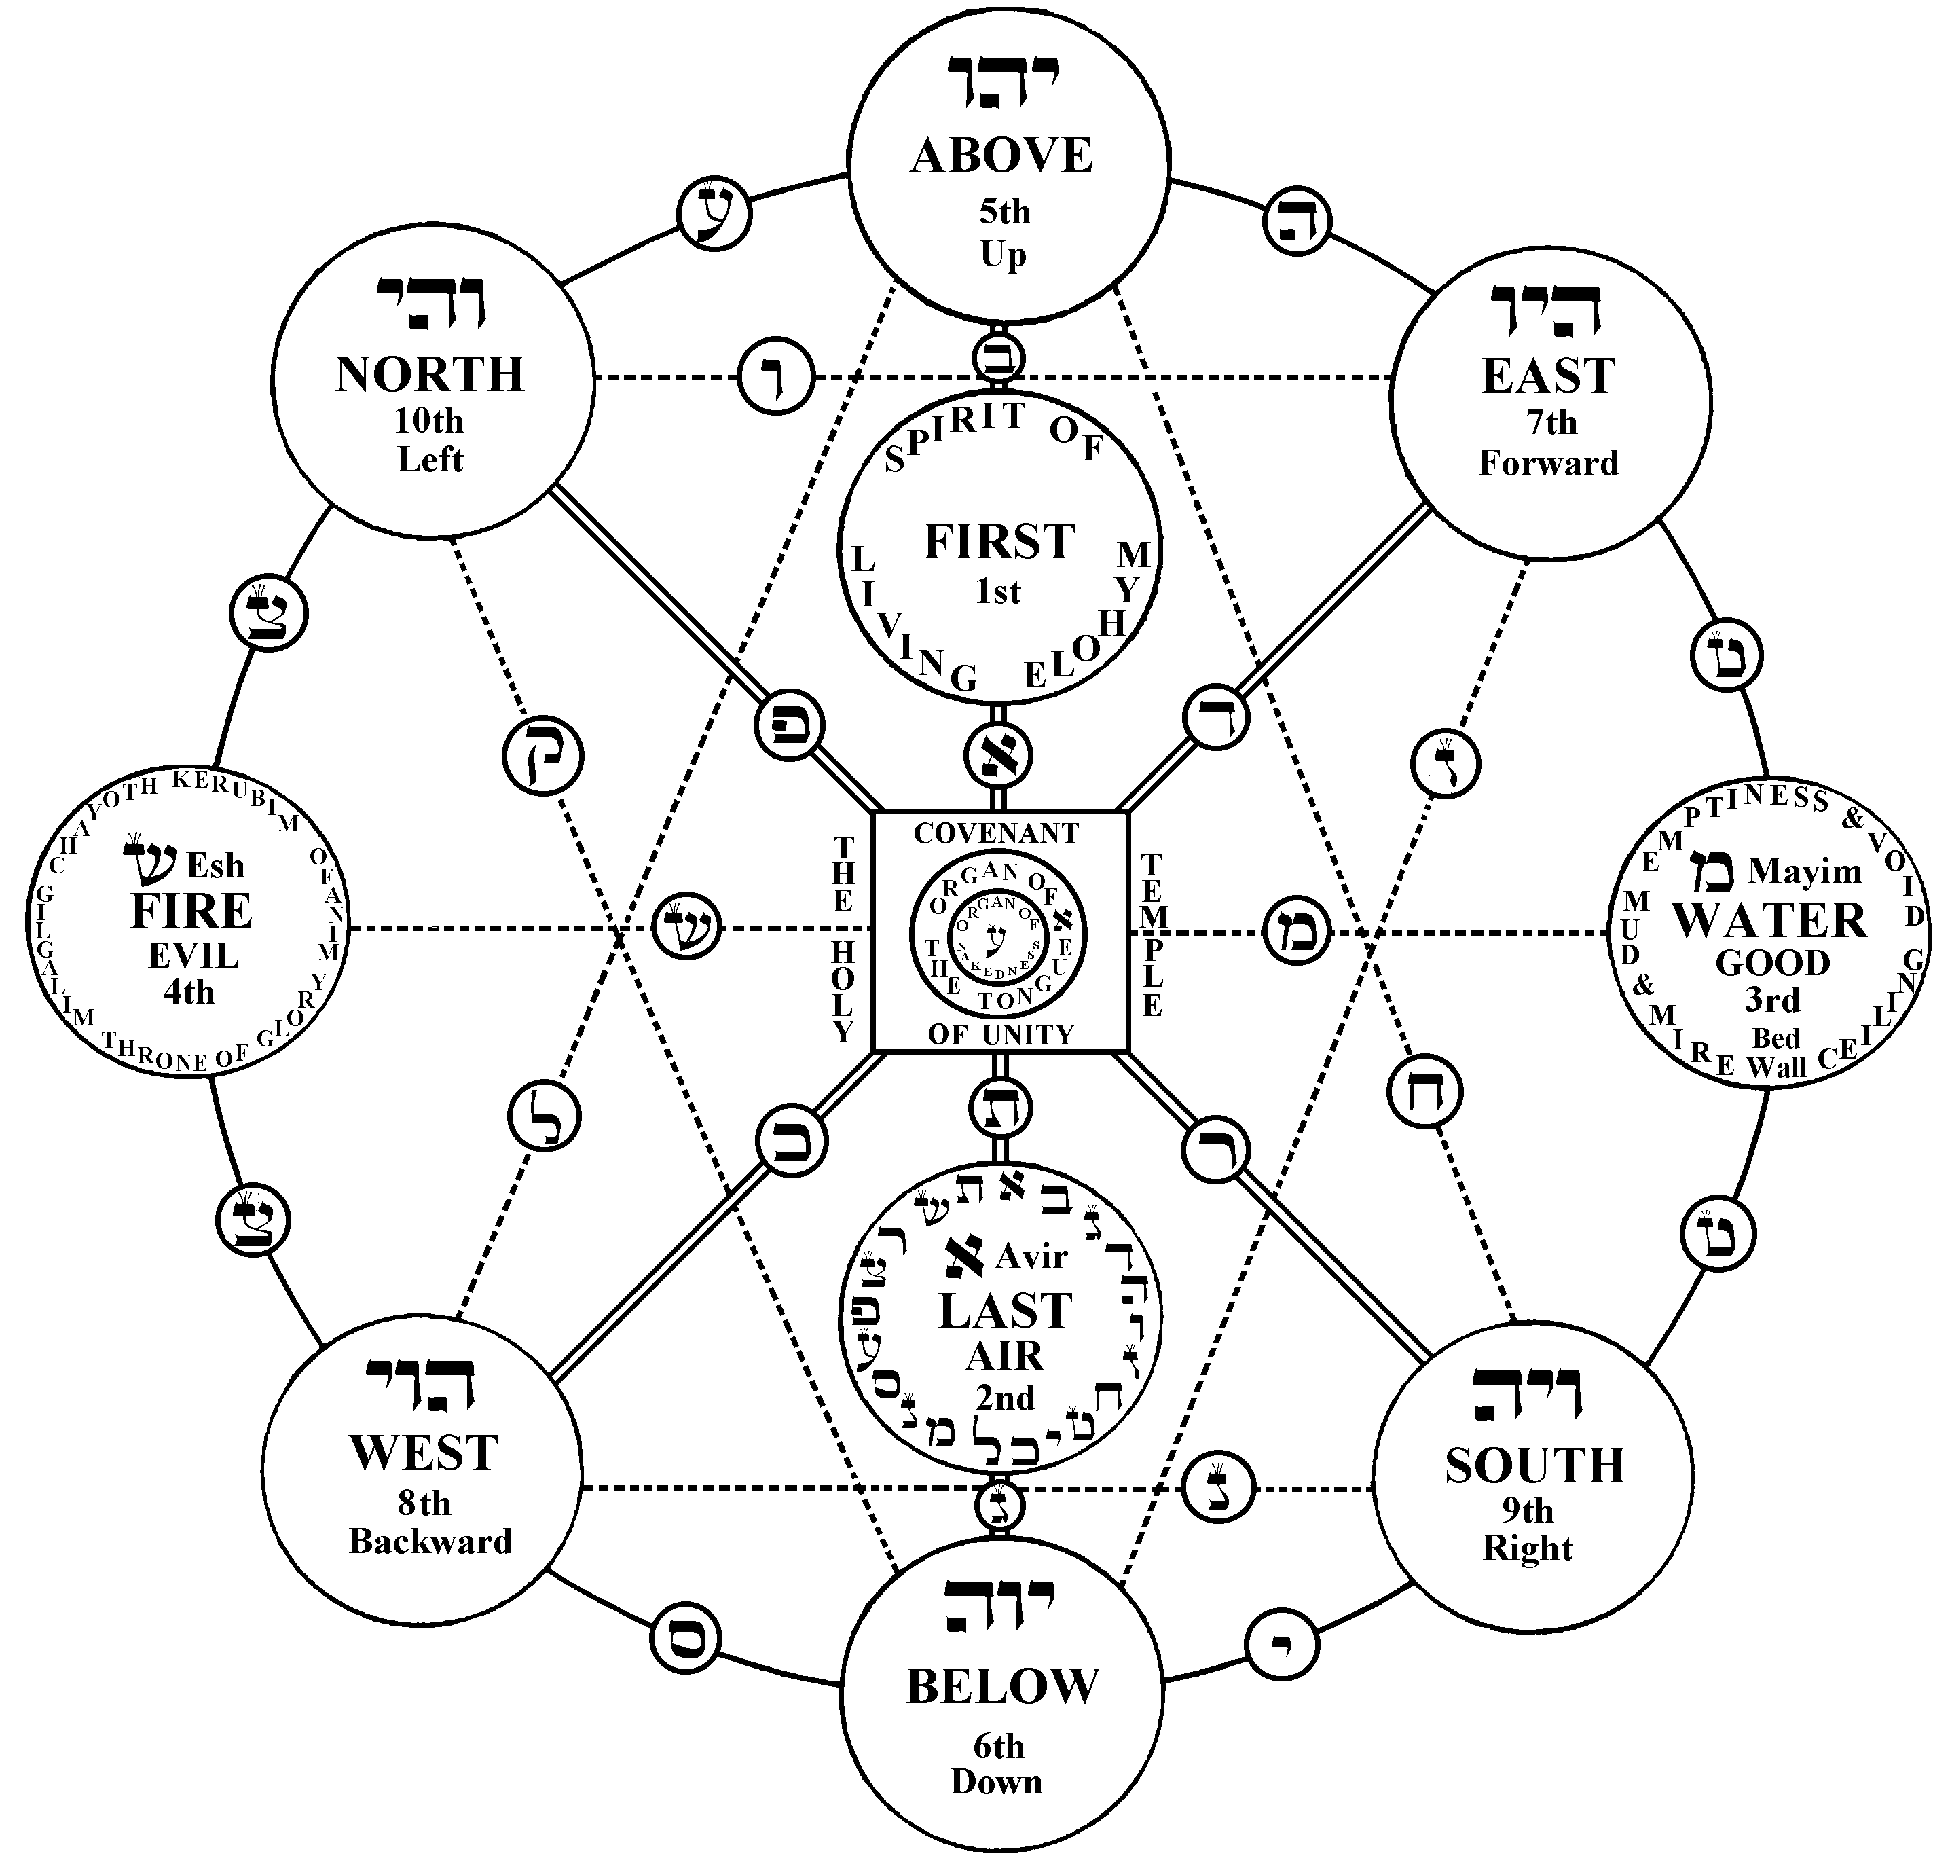 יהו
ABOVE
5th
Up
ע
ה
והי
NORTH
10th
Left
היו
EAST
7th
Forward
ב
ו
SPIRIT OF MY ELOHIM LIVING
FIRST
1st
צ
ט
פ
ק
א
ז
CHAYOTH KERUBIM OFANIM GLORY OF THRONE GILGALIM
ש Esh
FIRE
EVIL
4th
ש
THE HOLY
COVENANT
ORGAN OF THE TONGUE
א
ORGAN OF NAKEDNESS
ע
OF UNITY
TEMPLE
מ
EMPTINESS & VOID CEILING MUD & MIRE
מ Mayim
WATER
GOOD
3rd
Bed
Wall
ל
ת
ר
ח
צ
ט
א ב ג ד ה ו ז ח ט י כ ל מ נ ס ר ש ת
א Avir
LAST
AIR
2nd
הוי
WEST
8th
Backward
ויה
SOUTH
9th
Right
ג
נ
ס
י
יוה
BELOW
6th
Down